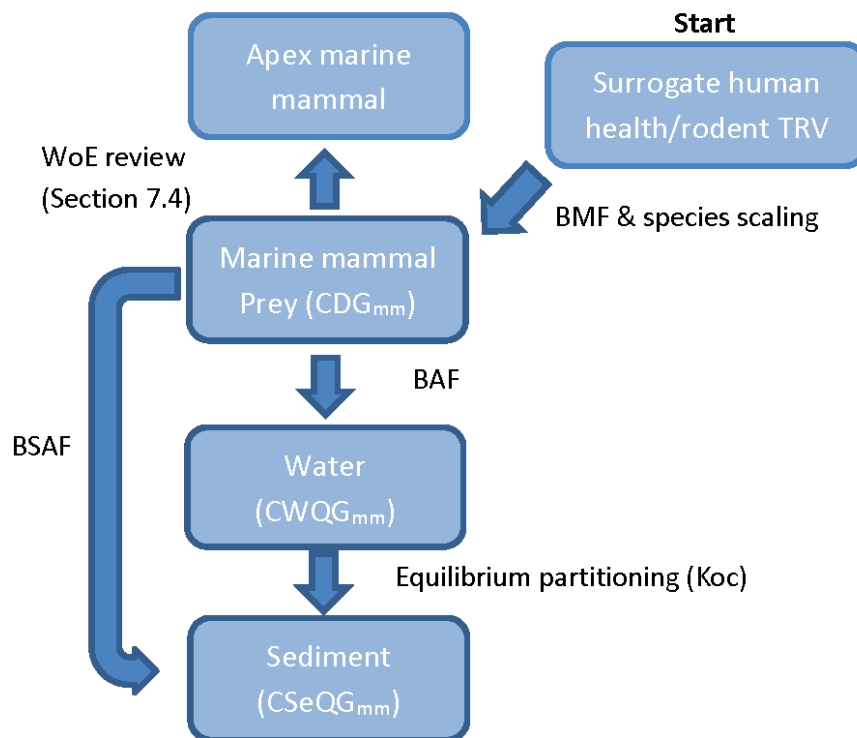 Start
Apex marine
mammal
Surrogate human
health/rodent TRV
WoE review
(Section 7.4)
BMF & species scaling
Marine mammal
Prey (CDGmm)
BAF
BSAF
Water
(CWQGmm)
Equilibrium partitioning (Koc)
Sediment
(CSeQGmm)